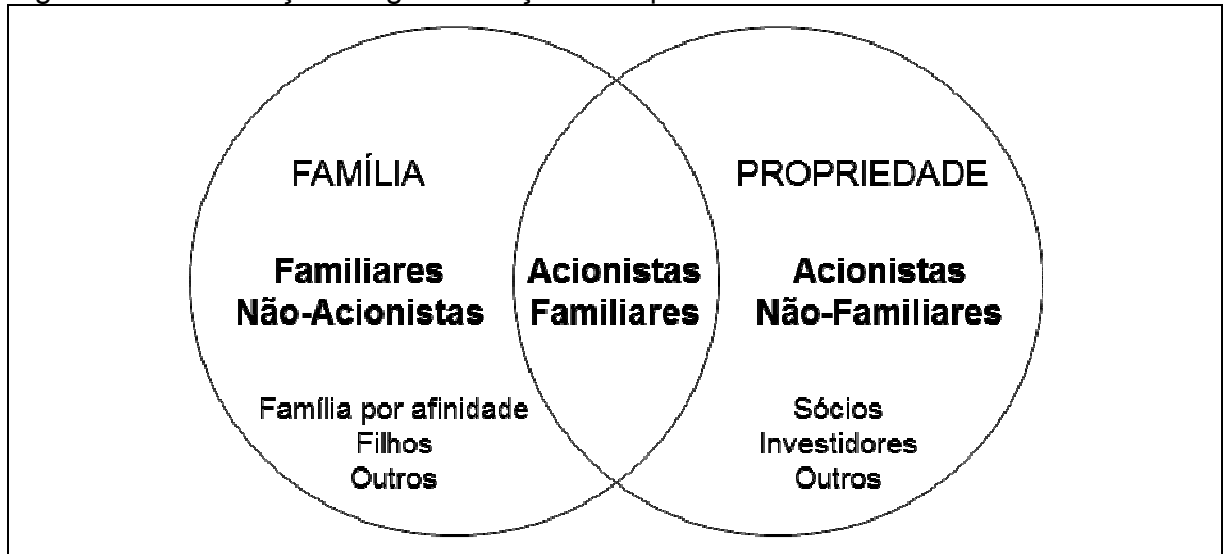 FAMÍLIA
Familiares
Não-Acionistas
Família por afinidade
Filhos
Outros
Acionistas
Familiares
PROPRIEDADE
Acionistas
Não-Familiares
Sócios
Investidores
Outros